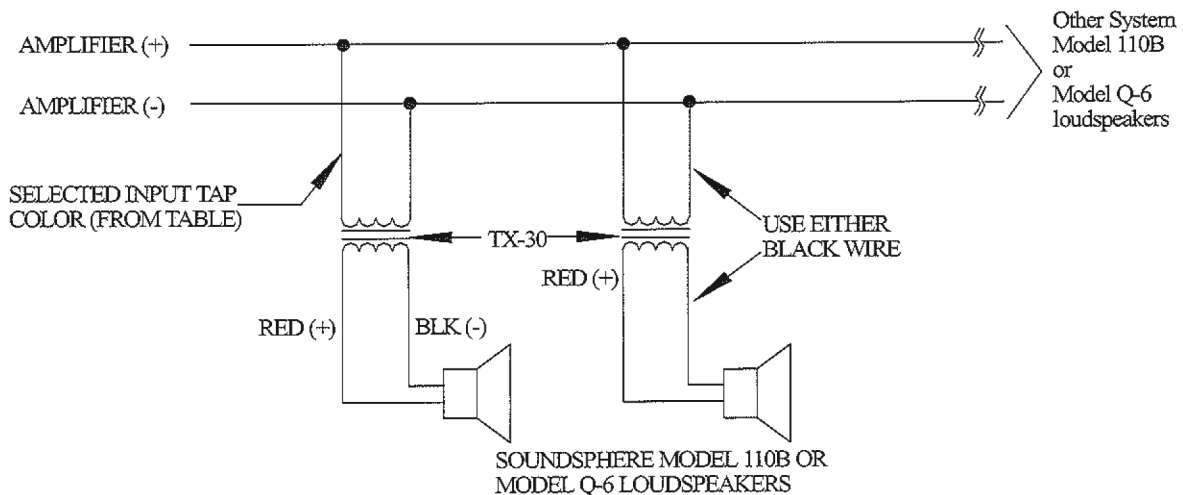 AMPLIFIER (+)
AMPLIFIER (-)
Other System
Model 110B
or
Model Q-6
loudspeakers
SELECTED INPUT TAP
COLOR (FROM TABLE)
TX-30
USE EITHER
BLACK WIRE
RED (+)
RED (+)
BLK (-)
SOUNDSPHERE MODEL 110B OR
MODEL Q-6 LOUDSPEAKERS